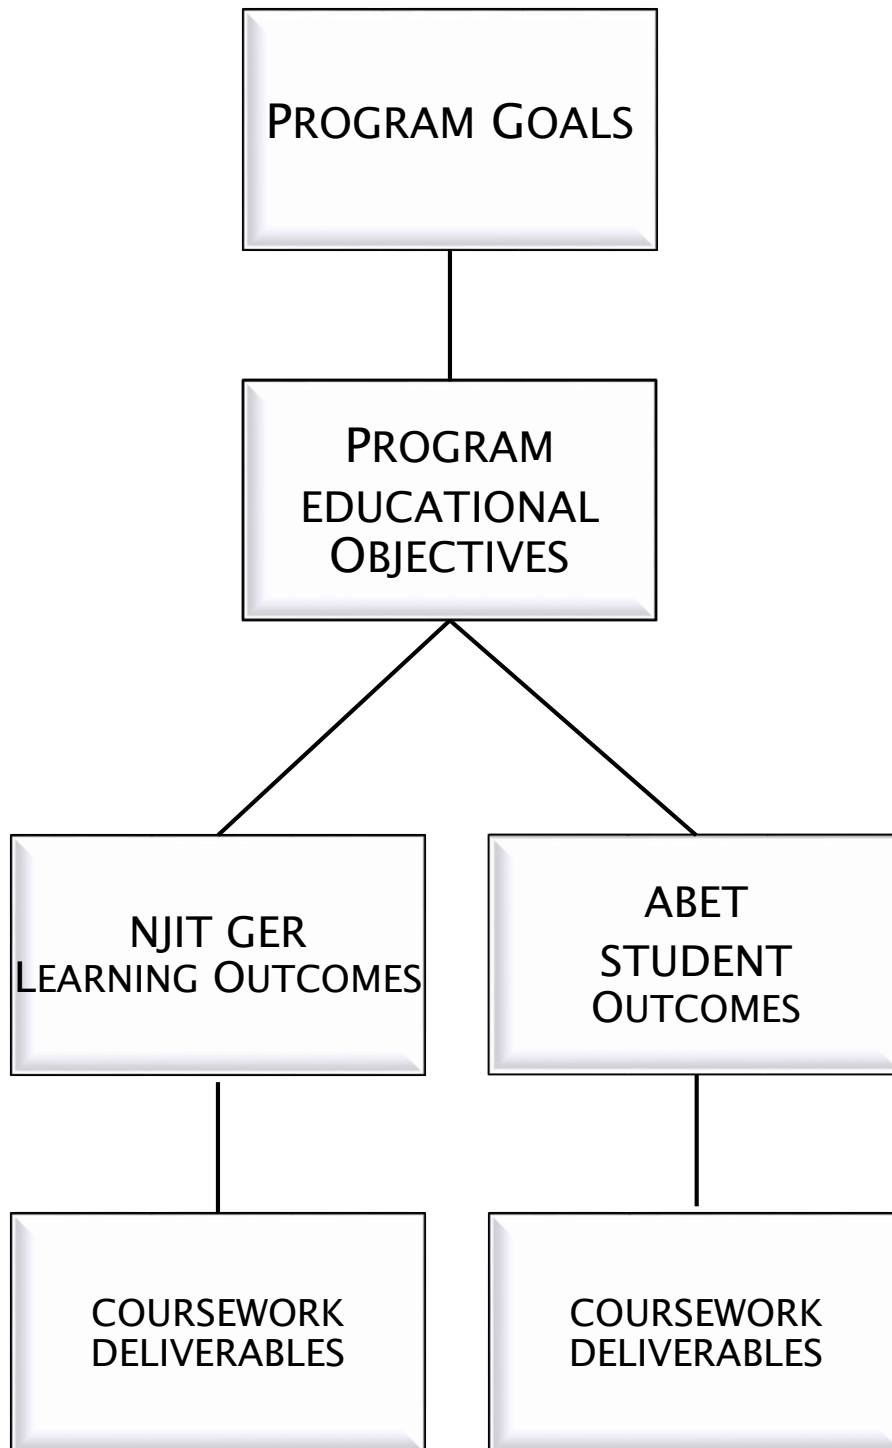 PROGRAM GOALS
PROGRAM
EDUCATIONAL
OBJECTIVES
NJIT GER
LEARNING OUTCOMES
ABET
STUDENT
OUTCOMES
COURSEWORK
DELIVERABLES
COURSEWORK
DELIVERABLES